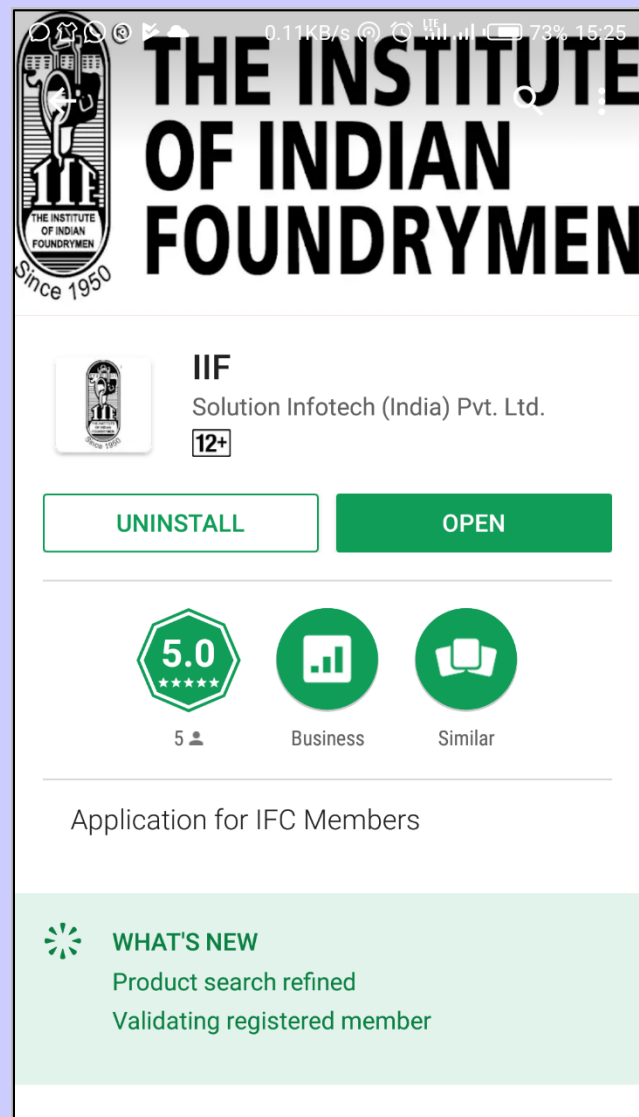 0.11KB/s LTE 73% 15:25
THE INSTITUTE
OF INDIAN
FOUNDRYMEN
IIF
THE INSTITUTE
OF INDIAN
FOUNDRYMEN
Since 1950
IIF
Solution Infotech (India) Pvt. Ltd.
12+
UNINSTALL
OPEN
5.0
5
Business
Similar
Application for IFC Members
WHAT'S NEW
Product search refined
Validating registered member